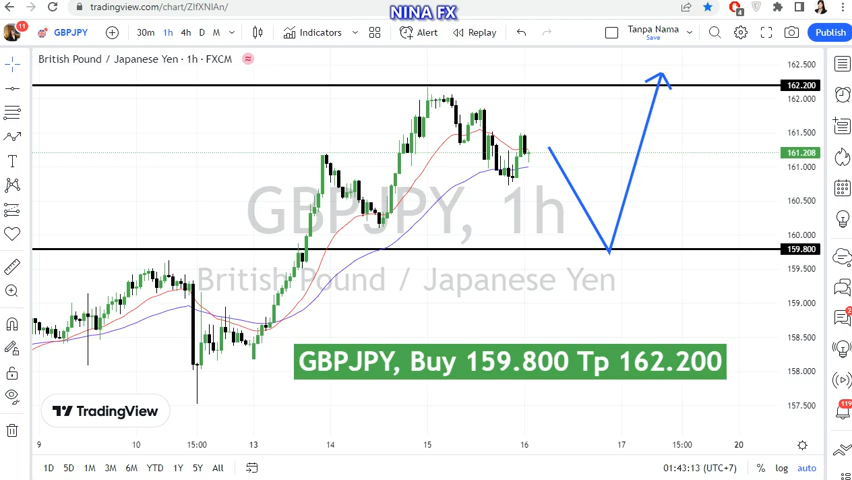 NINA FX
tradingview.com/chart/ZIfXNIAn/
11 GBPJPY 30m 1h 4h D W Indicators Alert Replay Tanpa Nama Save Publish
British Pound / Japanese Yen · 1h · FXCM
162.500
162.200
162.000
161.500
161.208
161.000
160.500
160.000
159.800
159.500
159.000
158.500
158.000
157.500
GBPJPY, 1h
British Pound / Japanese Yen
GBPJPY, Buy 159.800 Tp 162.200
TradingView
9 10 15:00 13 14 15 16 17 15:00 20
1D 5D 1M 3M 6M YTD 1Y 5Y All 01:43:13 (UTC+7) % log auto